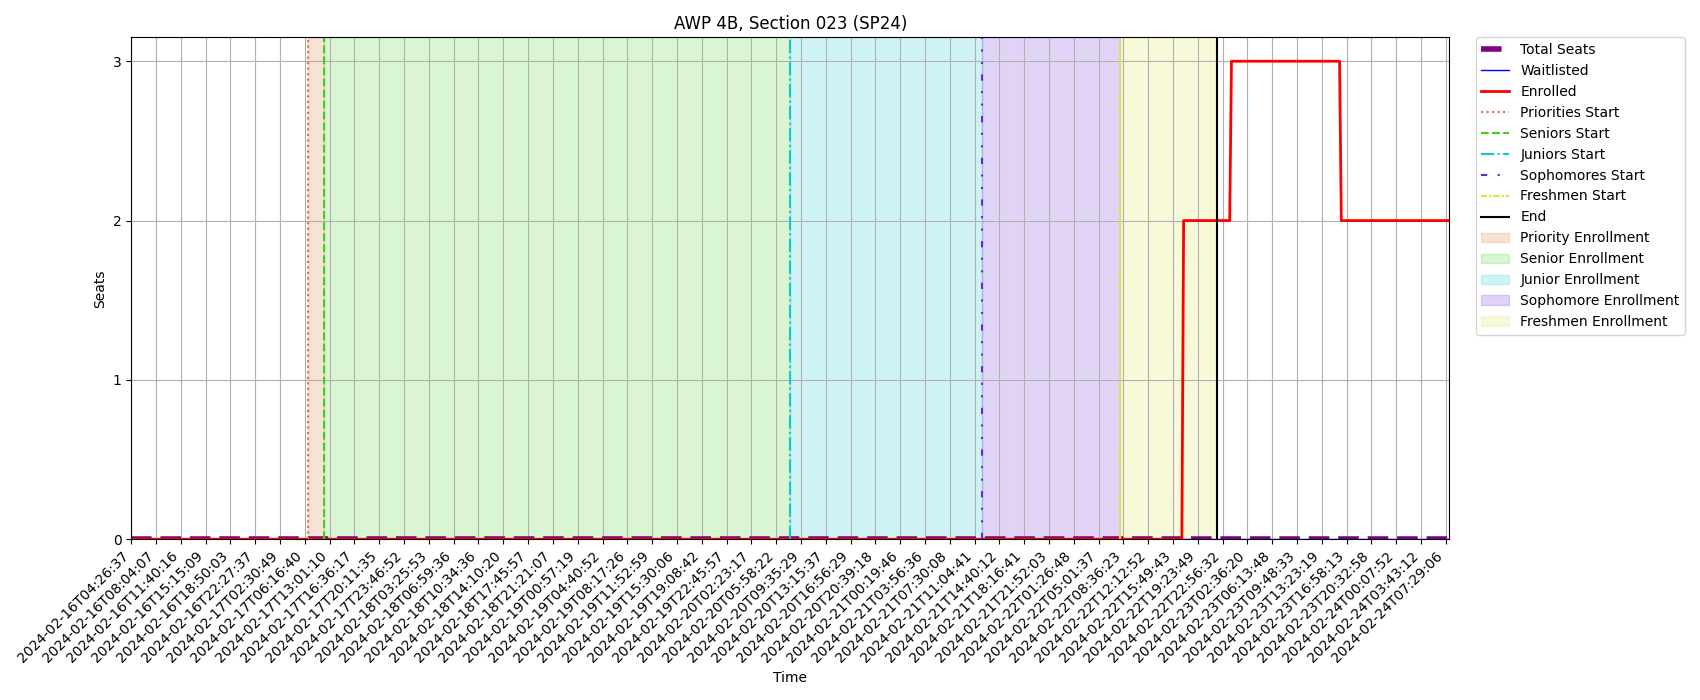 AWP 4B, Section 023 (SP24)
Seats
3
2
1
0
2024-02-16T04:26:37
2024-02-16T08:04:07
2024-02-16T11:40:16
2024-02-16T15:15:09
2024-02-16T18:50:03
2024-02-16T22:27:37
2024-02-17T02:30:49
2024-02-17T06:16:40
2024-02-17T13:01:10
2024-02-17T16:36:17
2024-02-17T20:11:35
2024-02-17T23:46:52
2024-02-18T03:25:53
2024-02-18T06:59:36
2024-02-18T10:34:36
2024-02-18T14:10:20
2024-02-18T17:45:57
2024-02-18T21:21:07
2024-02-19T00:57:19
2024-02-19T04:40:52
2024-02-19T08:17:26
2024-02-19T11:52:59
2024-02-19T15:30:06
2024-02-19T19:08:42
2024-02-19T22:45:57
2024-02-20T02:23:17
2024-02-20T05:58:22
2024-02-20T09:35:29
2024-02-20T13:15:37
2024-02-20T16:56:29
2024-02-20T20:39:18
2024-02-21T00:19:46
2024-02-21T03:56:36
2024-02-21T07:30:08
2024-02-21T11:04:41
2024-02-21T14:40:12
2024-02-21T18:16:41
2024-02-21T21:52:03
2024-02-22T01:26:48
2024-02-22T05:01:37
2024-02-22T08:36:23
2024-02-22T12:12:52
2024-02-22T15:49:43
2024-02-22T19:23:49
2024-02-22T22:56:32
2024-02-23T02:36:20
2024-02-23T06:13:48
2024-02-23T09:48:33
2024-02-23T13:23:19
2024-02-23T16:58:13
2024-02-23T20:32:58
2024-02-24T00:07:52
2024-02-24T03:43:12
2024-02-24T07:29:06
Time
Total Seats
Waitlisted
Enrolled
Priorities Start
Seniors Start
Juniors Start
Sophomores Start
Freshmen Start
End
Priority Enrollment
Senior Enrollment
Junior Enrollment
Sophomore Enrollment
Freshmen Enrollment